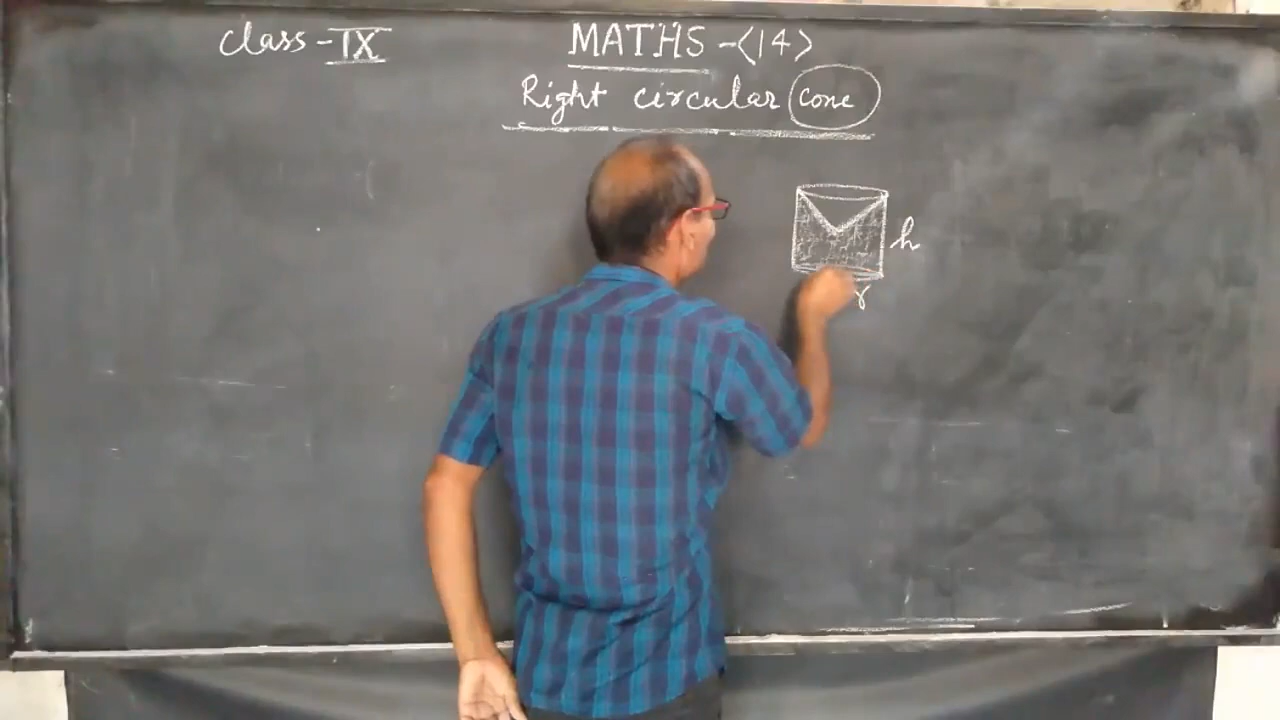 class - IX
MATHS - <14>
Right circular cone
h
r